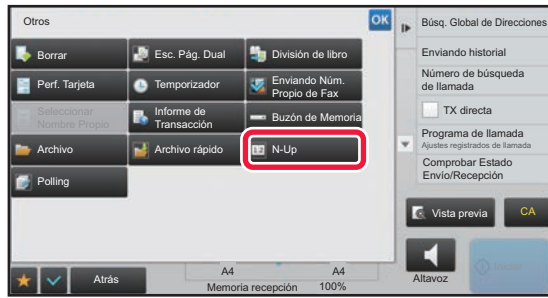 Otros
OK
Borrar
Esc. Pág. Dual
División de libro
Perf. Tarjeta
Temporizador
Enviando Núm.
Propio de Fax
Seleccionar
Nombre Propio
Informe de
Transacción
Buzón de Memoria
Archivo
Archivo rápido
N-Up
Polling
Atrás
A4
A4
Memoria recepción
100%
Búsq. Global de Direcciones
Enviando historial
Número de búsqueda
de llamada
TX directa
Programa de llamada
Ajustes registrados de llamada
Comprobar Estado
Envío/Recepción
Vista previa
CA
Altavoz
Iniciar